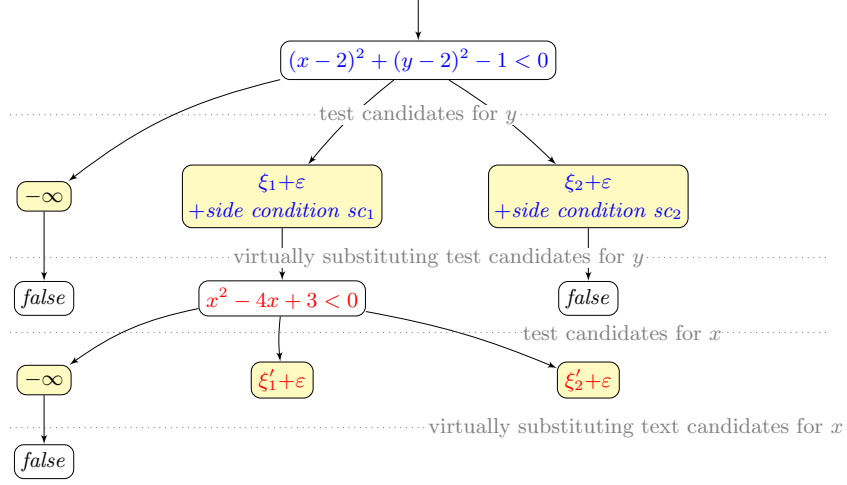 (x − 2)² + (y − 2)² − 1 < 0
test candidates for y
−∞
ξ₁+ε
+side condition sc₁
ξ₂+ε
+side condition sc₂
virtually substituting test candidates for y
false
x² − 4x + 3 < 0
false
test candidates for x
−∞
ξ′₁+ε
ξ′₂+ε
virtually substituting text candidates for x
false